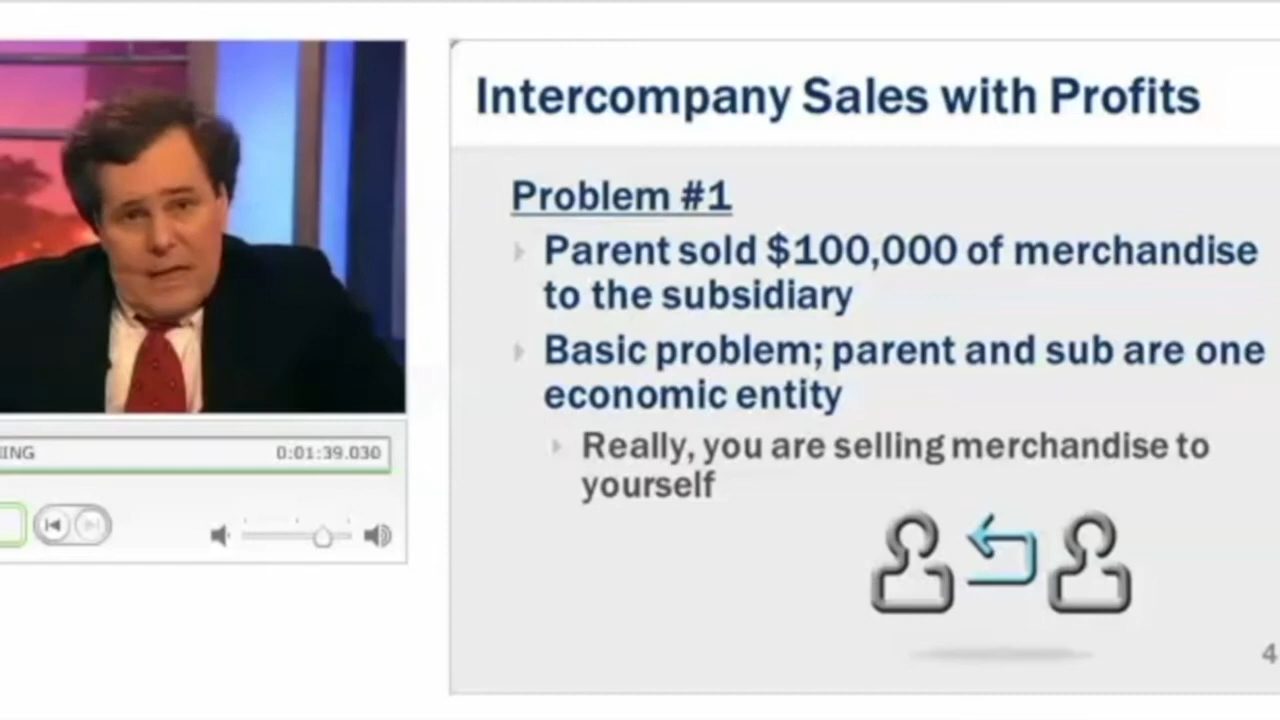 Intercompany Sales with Profits
Problem #1
Parent sold $100,000 of merchandise
to the subsidiary
Basic problem; parent and sub are one
economic entity
Really, you are selling merchandise to
yourself
ING 0:01:39.030
4